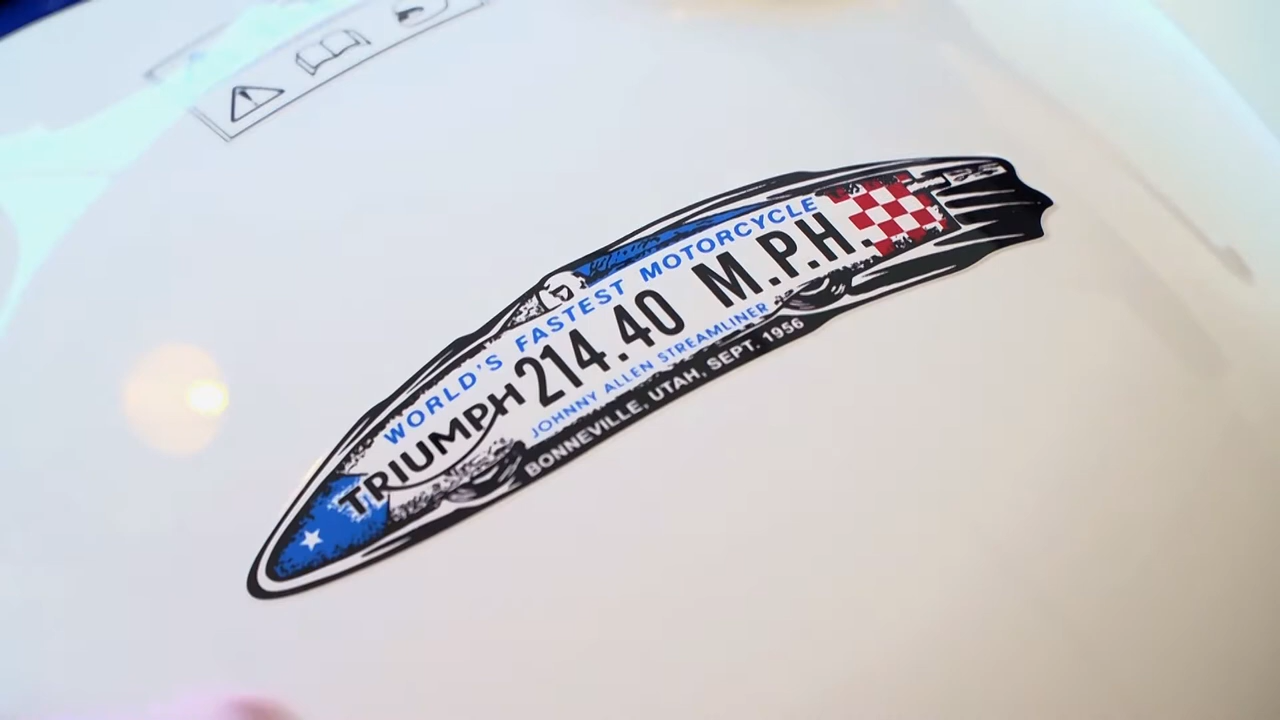 WORLD'S FASTEST MOTORCYCLE
TRIUMPH 214.40 M.P.H.
JOHNNY ALLEN STREAMLINER
BONNEVILLE, UTAH, SEPT. 1956